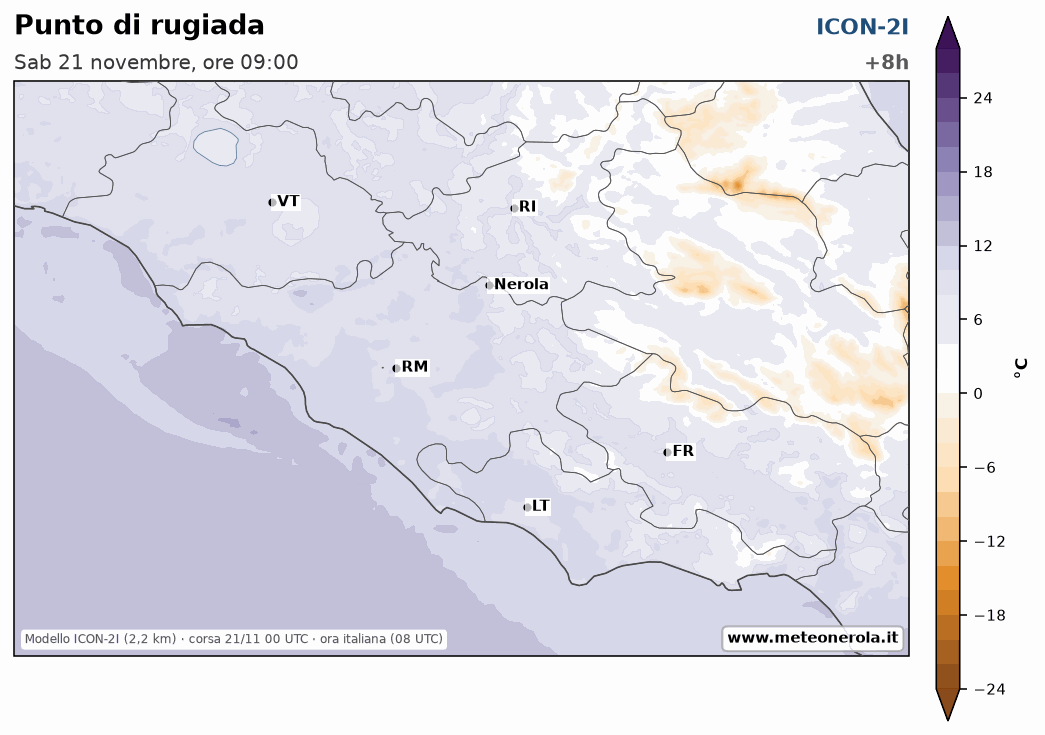 Punto di rugiada
ICON-2I
Sab 21 novembre, ore 09:00
+8h
VT
RI
Nerola
RM
FR
LT
24
18
12
6
0
−6
−12
−18
−24
°C
Modello ICON-2I (2,2 km) · corsa 21/11 00 UTC · ora italiana (08 UTC)
www.meteonerola.it